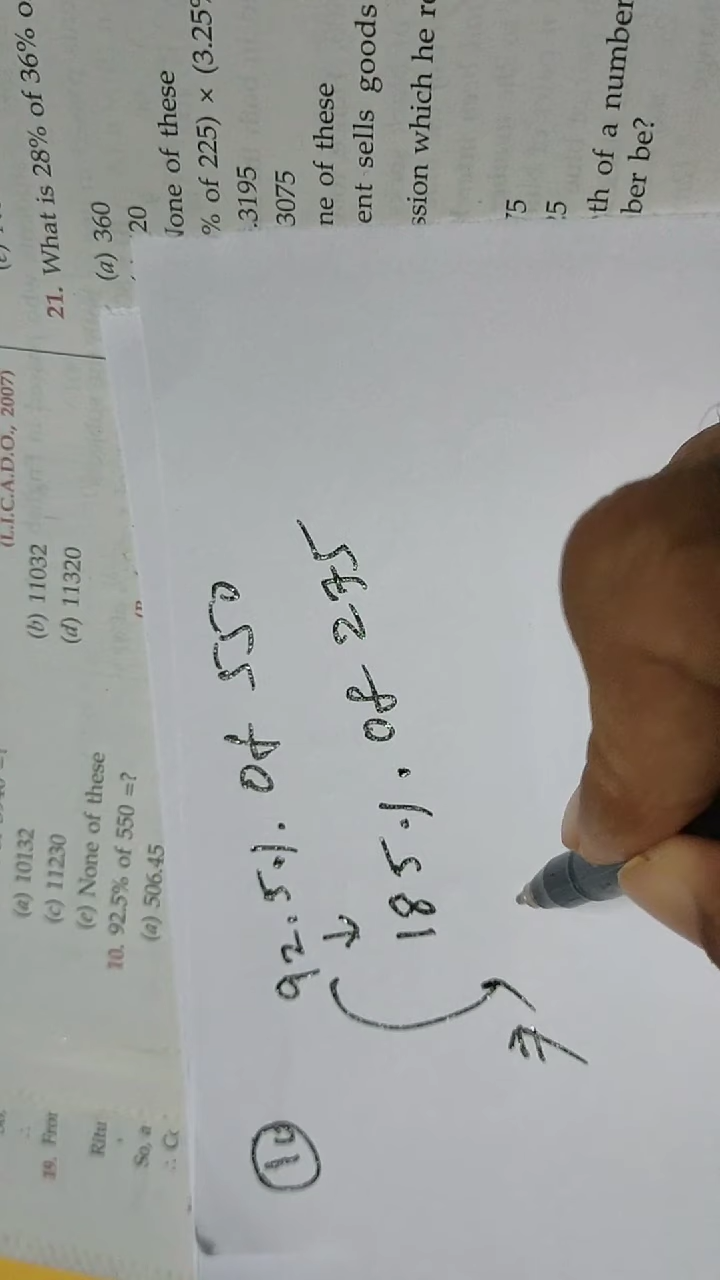 (L.I.C.A.D.O., 2007)
(a) 10132 (b) 11032
(c) 11230 (d) 11320
(e) None of these
10. 92.5% of 550 =?
(a) 506.45
19. From
Ritu
So, a
21. What is 28% of 36% o
(a) 360
20
None of these
% of 225) × (3.25%
.3195
3075
ne of these
ent sells goods
ssion which he re
75
5
th of a number
ber be?
10 92.5% of 550
185% of 275